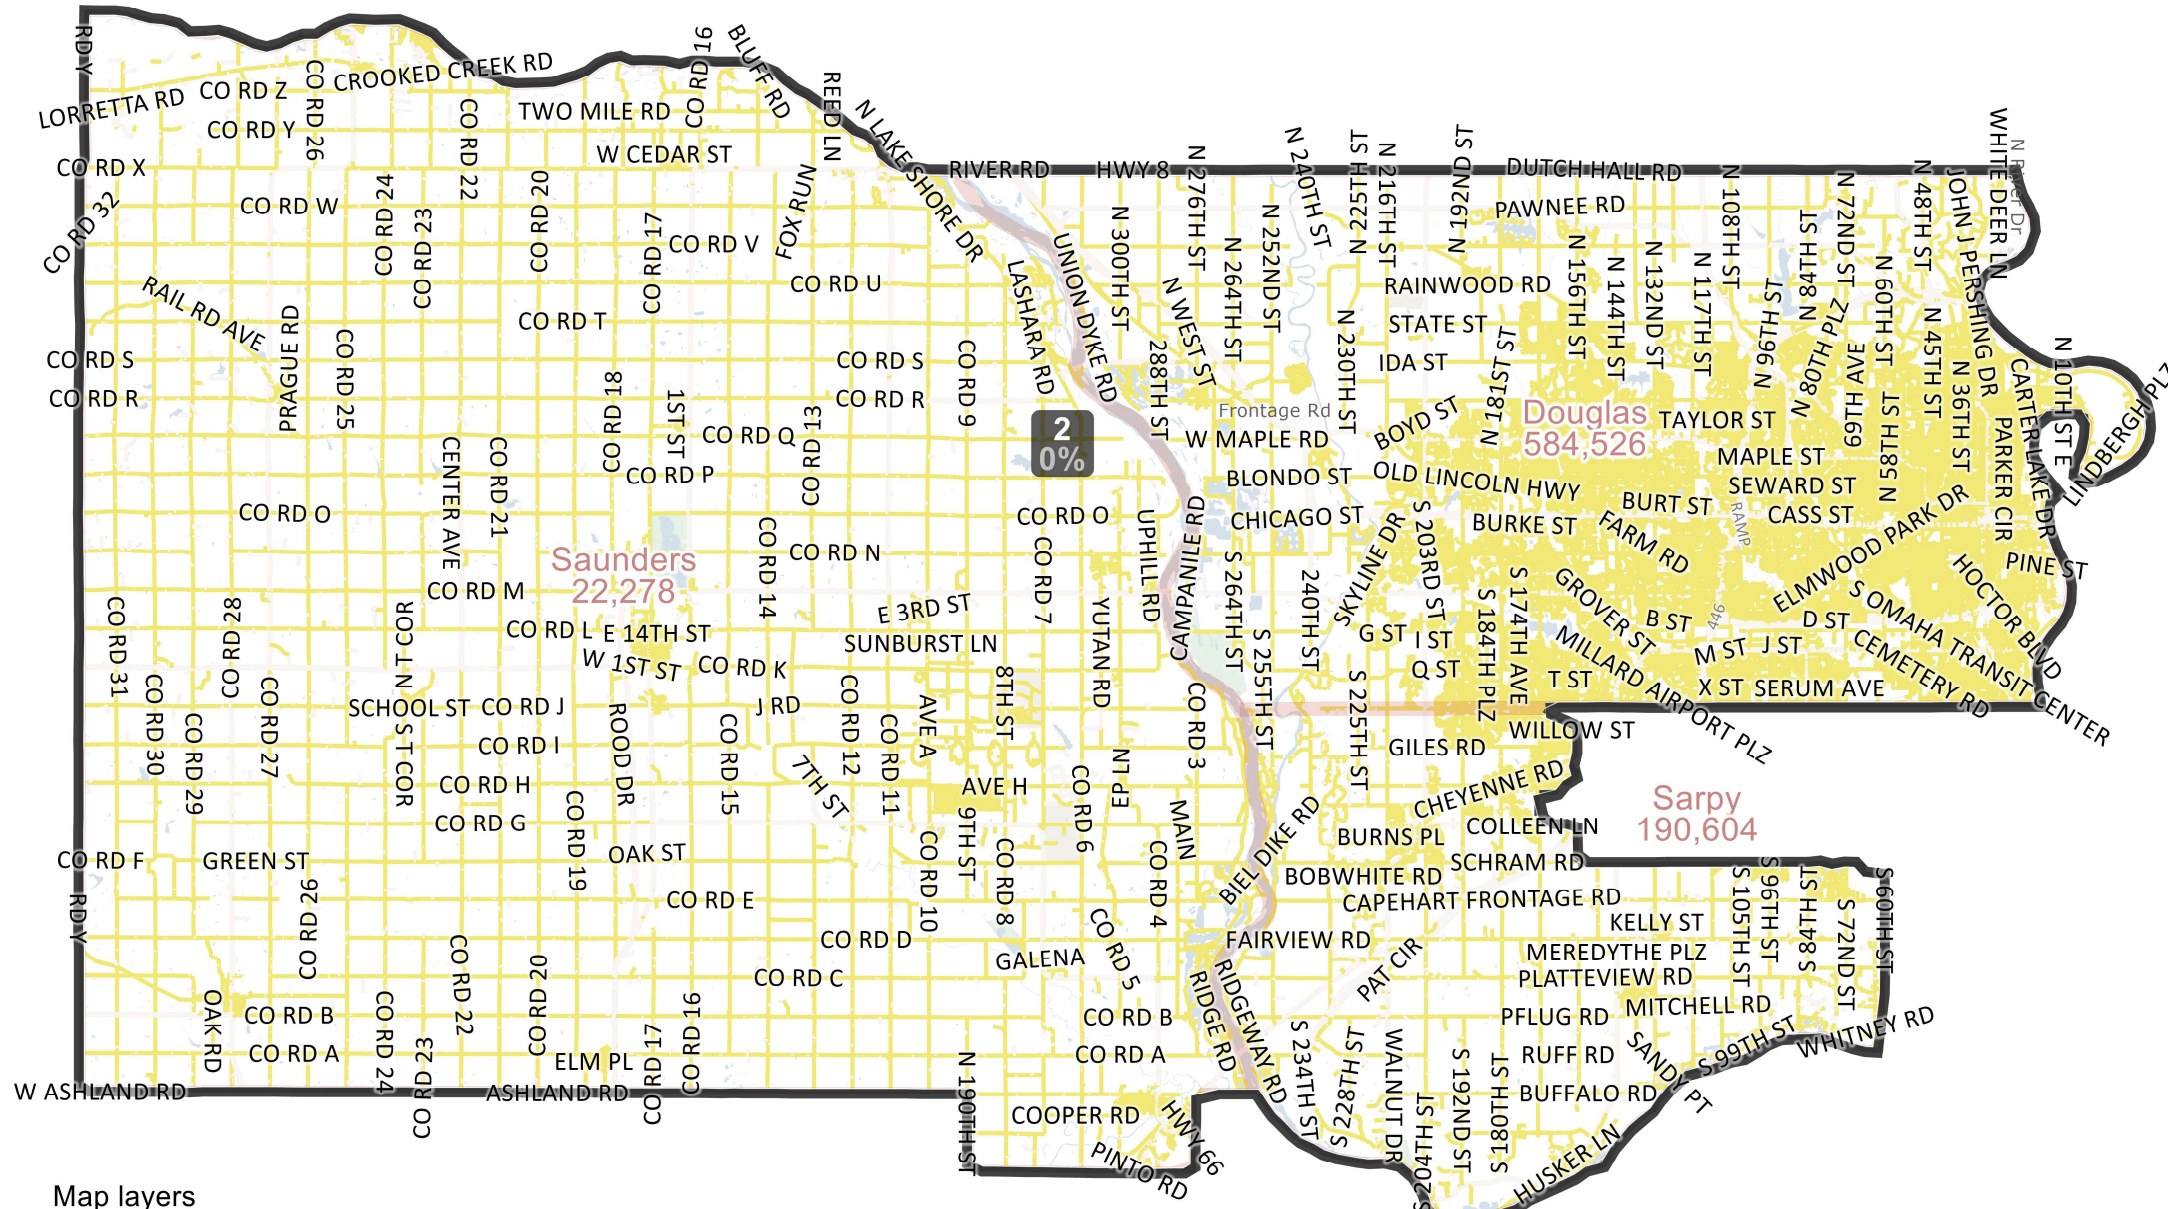 RDY
CO RD 16
BLUFF RD
CROOKED CREEK RD
CO RD Z
CO RD 26
LORRETTA RD
TWO MILE RD
REED LN
N LAKESHORE DR
CO RD Y
CO RD 22
W CEDAR ST
CO RD X
RIVER RD
HWY 8
N 276TH ST
N 240TH ST
N 225TH ST
N 216TH ST
N 192ND ST
DUTCH HALL RD
N 108TH ST
N 72ND ST
N 48TH ST
JOHN J PERSHING DR
WHITE DEER LN
N River Dr
CO RD 32
CO RD W
CO RD 24
CO RD 23
CO RD 20
CO RD 17
CO RD V
FOX RUN
PAWNEE RD
N 300TH ST
N 264TH ST
N 252ND ST
N 156TH ST
N 144TH ST
N 132ND ST
N 117TH ST
N 96TH ST
N 84TH ST
N 80TH PLZ
N 60TH ST
N 45TH ST
RAIL RD AVE
CO RD U
LASHARA RD
UNION DYKE RD
N WEST ST
RAINWOOD RD
PRAGUE RD
CO RD T
N 230TH ST
STATE ST
N 181ST ST
CO RD S
CO RD 25
CO RD S
CO RD 9
288TH ST
IDA ST
69TH AVE
N 36TH ST
CARTER LAKE DR
N 10TH ST E
LINDBERGH PLZ
CO RD R
CO RD 18
1ST ST
CO RD 13
CO RD R
Frontage Rd
BOYD ST
Douglas
584,526
TAYLOR ST
N 58TH ST
PARKER CIR
CO RD Q
2
0%
W MAPLE RD
CENTER AVE
CO RD 21
CO RD P
BLONDO ST
OLD LINCOLN HWY
MAPLE ST
SEWARD ST
CO RD O
CO RD O
UPHILL RD
CAMPANILE RD
CHICAGO ST
SKYLINE DR
S 203RD ST
BURKE ST
BURT ST
FARM RD
RAMP
CASS ST
ELMWOOD PARK DR
CO RD 14
CO RD N
CO RD 7
Saunders
22,278
S 264TH ST
240TH ST
S 174TH AVE
GROVER ST
HOCTOR BLVD
PINE ST
CO RD M
CO RD 31
CO RD 28
N 1 ROC
E 3RD ST
YUTAN RD
S 184TH PLZ
446
S OMAHA TRANSIT CENTER
CO RD L
E 14TH ST
SUNBURST LN
S 255TH ST
G ST
I ST
B ST
D ST
W 1ST ST
CO RD K
8TH ST
Q ST
MILLARD AIRPORT PLZ
M ST
J ST
CEMETERY RD
CO RD 30
CO RD 29
CO RD 27
CO RD 12
S 225TH ST
T ST
X ST
SERUM AVE
SCHOOL ST
CO RD J
ROOD DR
J RD
CO RD 11
AVE A
CO RD 3
S T COR
CO RD I
CO RD 15
7TH ST
EPI LN
GILES RD
WILLOW ST
CO RD H
AVE H
CO RD 6
MAIN
CHEYENNE RD
Sarpy
190,604
CO RD G
CO RD 19
9TH ST
BIEL DIKE RD
BURNS PL
COLLEEN LN
CO RD F
GREEN ST
OAK ST
CO RD 10
CO RD 8
CO RD 4
SCHRAM RD
S 105TH ST
S 96TH ST
S 84TH ST
S 72ND ST
S 60TH ST
RDY
CO RD 26
CO RD E
BOBWHITE RD
CAPEHART FRONTAGE RD
CO RD 5
KELLY ST
CO RD 22
CO RD D
FAIRVIEW RD
GALENA
MEREDYTHE PLZ
CO RD 20
CO RD C
PAT CIR
PLATTEVIEW RD
OAK RD
CO RD B
CO RD 24
CO RD 16
CO RD B
RIDGE RD
RIDGEWAY RD
PFLUG RD
MITCHELL RD
CO RD A
CO RD 23
ELM PL
CO RD 17
N 190TH ST
CO RD A
S 234TH ST
S 228TH ST
WALNUT DR
S 192ND ST
S 180TH ST
RUFF RD
SANDY PT
S 99TH ST
WHITNEY RD
W ASHLAND RD
ASHLAND RD
COOPER RD
HWY 66
S 204TH ST
BUFFALO RD
PINTO RD
HUSKER LN
Map layers